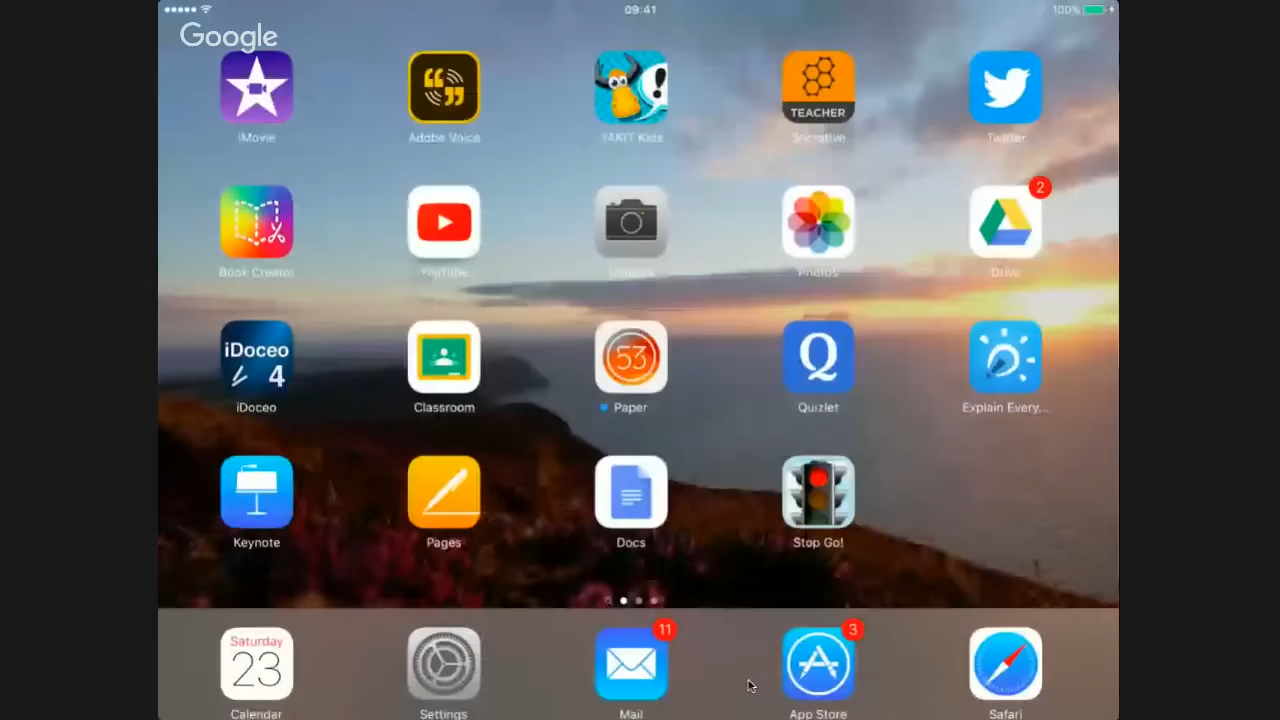 09:41
100%
Google
TEACHER
iMovie
Adobe Voice
YAKIT Kids
Socrative
Twitter
2
Book Creator
YouTube
Photos
Drive
iDoceo
4
53
Q
iDoceo
Classroom
Paper
Quizlet
Explain Every...
Keynote
Pages
Docs
Stop Go!
Saturday
23
11
3
Calendar
Settings
Mail
App Store
Safari